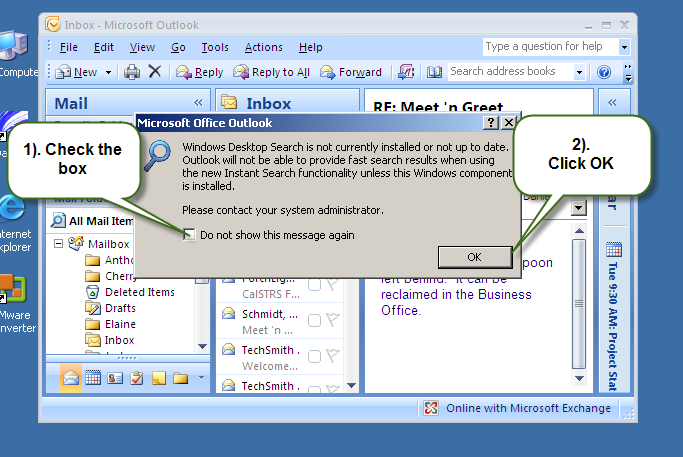 Inbox - Microsoft Outlook
File Edit View Go Tools Actions Help
Type a question for help
New Reply Reply to All Forward Search address books
Mail
Inbox
RE: Meet 'n Greet
Microsoft Office Outlook
Windows Desktop Search is not currently installed or not up to date.
Outlook will not be able to provide fast search results when using
the new Instant Search functionality unless this Windows component
is installed.
Please contact your system administrator.
Do not show this message again
OK
1). Check the
box
2).
Click OK
All Mail Item
Mailbox
Antho
Cherry
Deleted Items
Drafts
Elaine
Inbox
CalSTRS F...
Schmidt, ...
Meet 'n ...
TechSmith .
Welcome...
TechSmith .
poon
left behind. It can be
reclaimed in the Business
Office.
Tue 9:30 AM: Project Stat
Online with Microsoft Exchange
Compute
nternet
xplorer
Mware
onverter